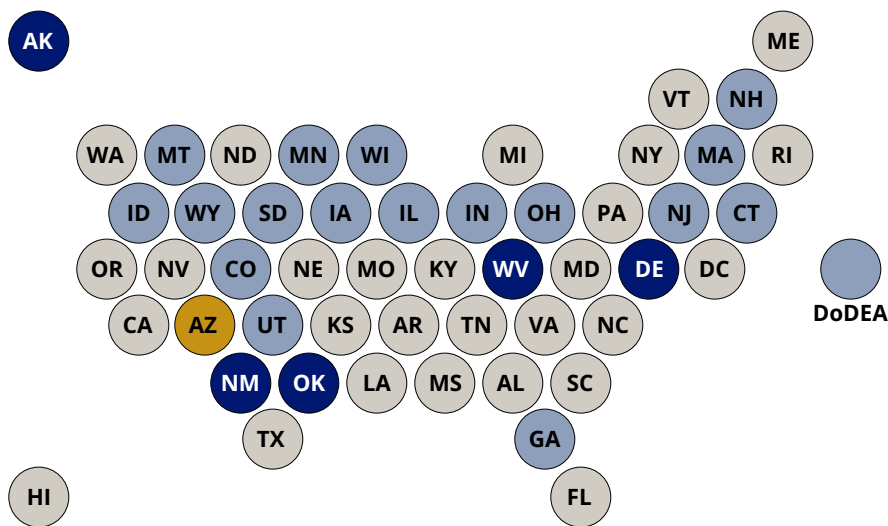 AK ME
VT NH
WA MT ND MN WI MI NY MA RI
ID WY SD IA IL IN OH PA NJ CT
OR NV CO NE MO KY WV MD DE DC
DoDEA
CA AZ UT KS AR TN VA NC
NM OK LA MS AL SC
TX GA
HI FL